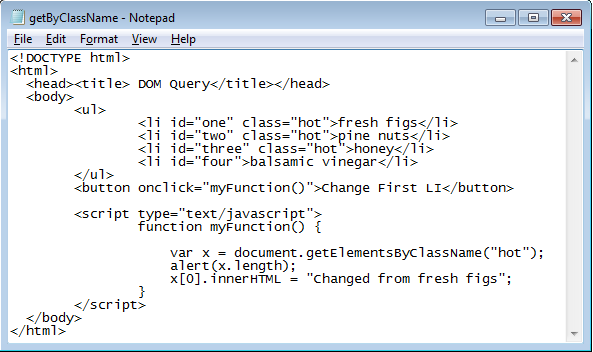 getByClassName - Notepad
File Edit Format View Help
<!DOCTYPE html>
<html>
  <head><title> DOM Query</title></head>
  <body>
        <ul>
                <li id="one" class="hot">fresh figs</li>
                <li id="two" class="hot">pine nuts</li>
                <li id="three" class="hot">honey</li>
                <li id="four">balsamic vinegar</li>
        </ul>
        <button onclick="myFunction()">Change First LI</button>

        <script type="text/javascript">
                function myFunction() {

                    var x = document.getElementsByClassName("hot");
                    alert(x.length);
                    x[0].innerHTML = "Changed from fresh figs";
                }
        </script>
  </body>
</html>